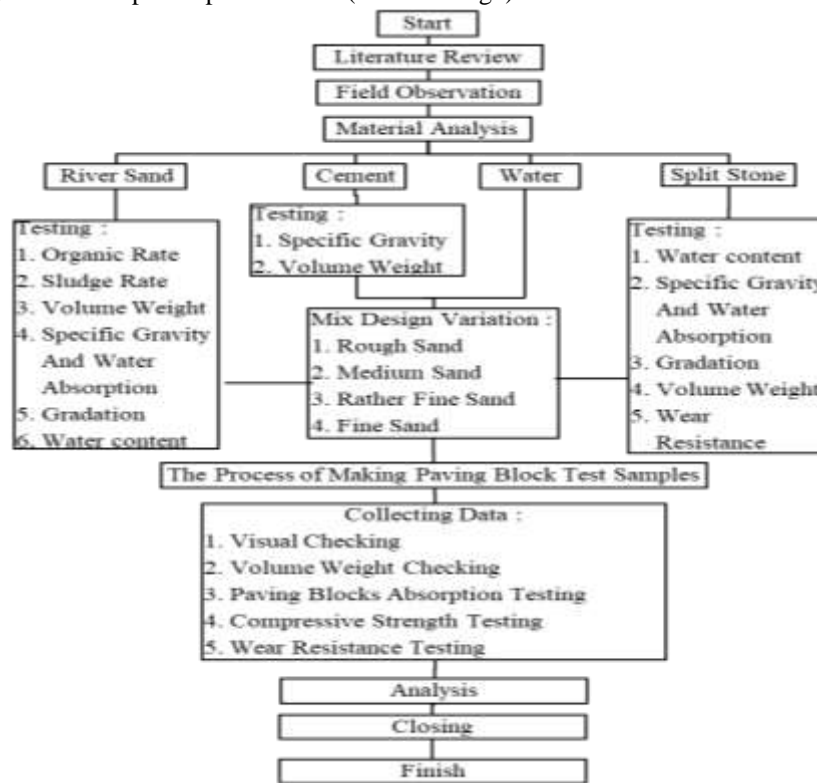 Start
Literature Review
Field Observation
Material Analysis
River Sand
Cement
Water
Split Stone
Testing :
1. Organic Rate
2. Sludge Rate
3. Volume Weight
4. Specific Gravity
And Water
Absorption
5. Gradation
6. Water content
Testing :
1. Specific Gravity
2. Volume Weight
Testing :
1. Water content
2. Specific Gravity
And Water
Absorption
3. Gradation
4. Volume Weight
5. Wear
Resistance
Mix Design Variation :
1. Rough Sand
2. Medium Sand
3. Rather Fine Sand
4. Fine Sand
The Process of Making Paving Block Test Samples
Collecting Data :
1. Visual Checking
2. Volume Weight Checking
3. Paving Blocks Absorption Testing
4. Compressive Strength Testing
5. Wear Resistance Testing
Analysis
Closing
Finish